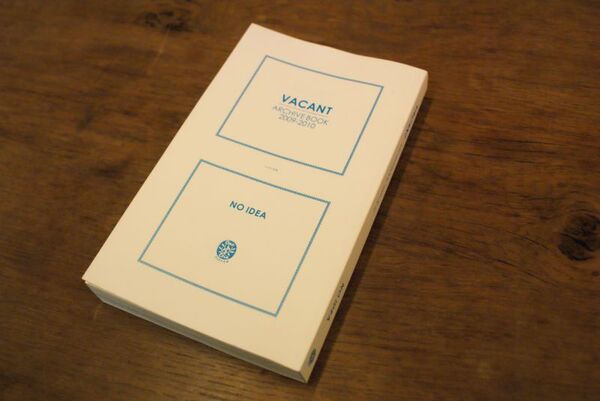 VACANT
ARCHIVE BOOK
2009-2010
NO IDEA